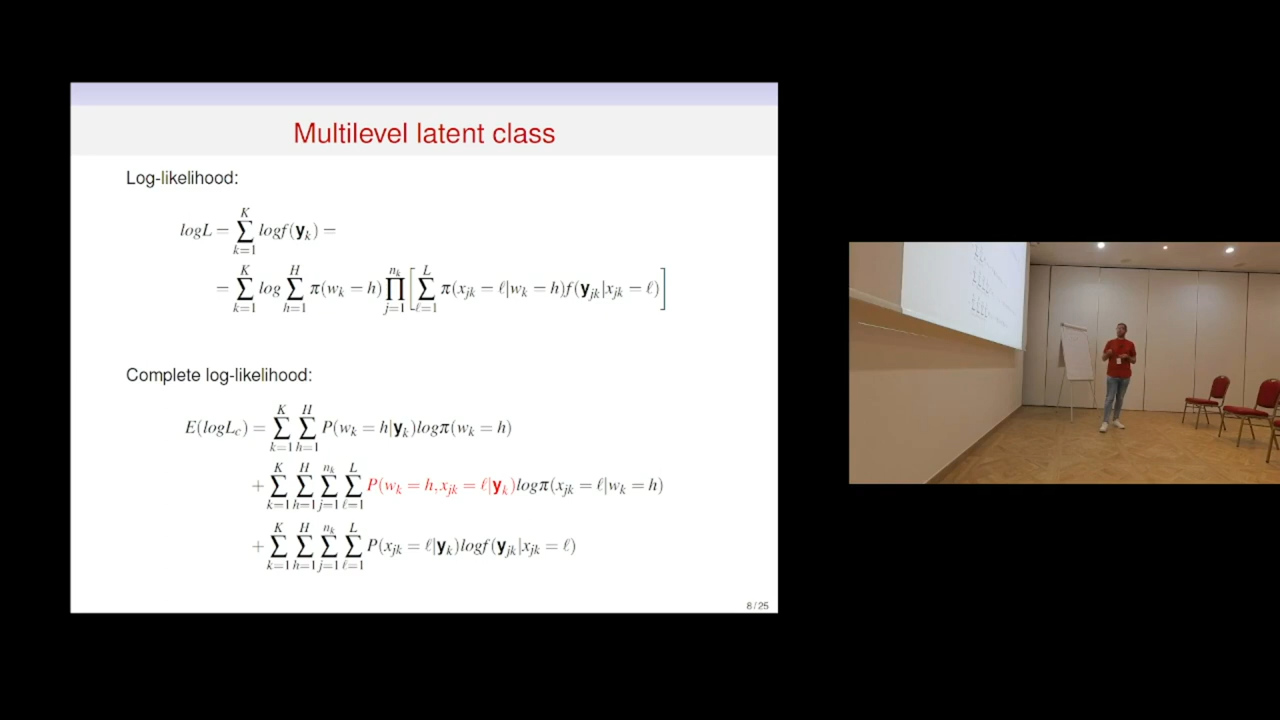 Multilevel latent class
Log-likelihood:
logL = ∑_{k=1}^{K} logf(𝐲_k) =
= ∑_{k=1}^{K} log ∑_{h=1}^{H} π(w_k = h) ∏_{j=1}^{n_k} [ ∑_{ℓ=1}^{L} π(x_{jk} = ℓ|w_k = h)f(𝐲_{jk}|x_{jk} = ℓ) ]
Complete log-likelihood:
E(logL_c) = ∑_{k=1}^{K} ∑_{h=1}^{H} P(w_k = h|𝐲_k)logπ(w_k = h)
+ ∑_{k=1}^{K} ∑_{h=1}^{H} ∑_{j=1}^{n_k} ∑_{ℓ=1}^{L} P(w_k = h, x_{jk} = ℓ|𝐲_k)logπ(x_{jk} = ℓ|w_k = h)
+ ∑_{k=1}^{K} ∑_{h=1}^{H} ∑_{j=1}^{n_k} ∑_{ℓ=1}^{L} P(x_{jk} = ℓ|𝐲_k)logf(𝐲_{jk}|x_{jk} = ℓ)
8 / 25